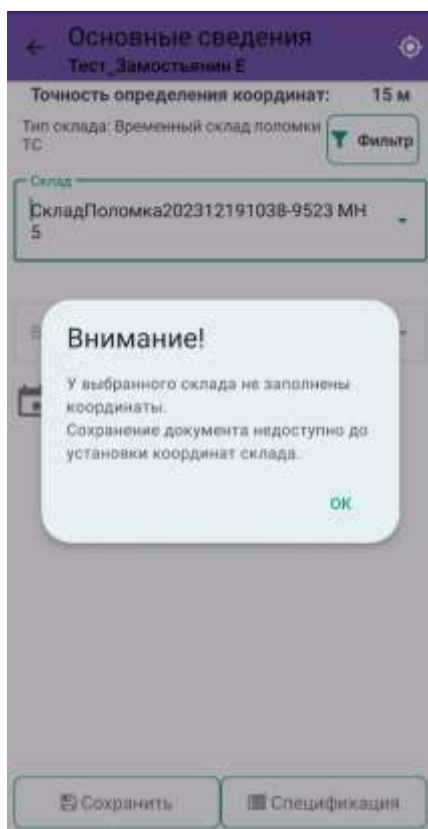 Основные сведения
Тест_Замостьянин Е
Точность определения координат: 15 м
Тип склада: Временный склад поломки
ТС
Фильтр
Склад
СкладПоломка202312191038-9523 МН
5
Внимание!
У выбранного склада не заполнены
координаты.
Сохранение документа недоступно до
установки координат склада.
ОК
Сохранить
Спецификация